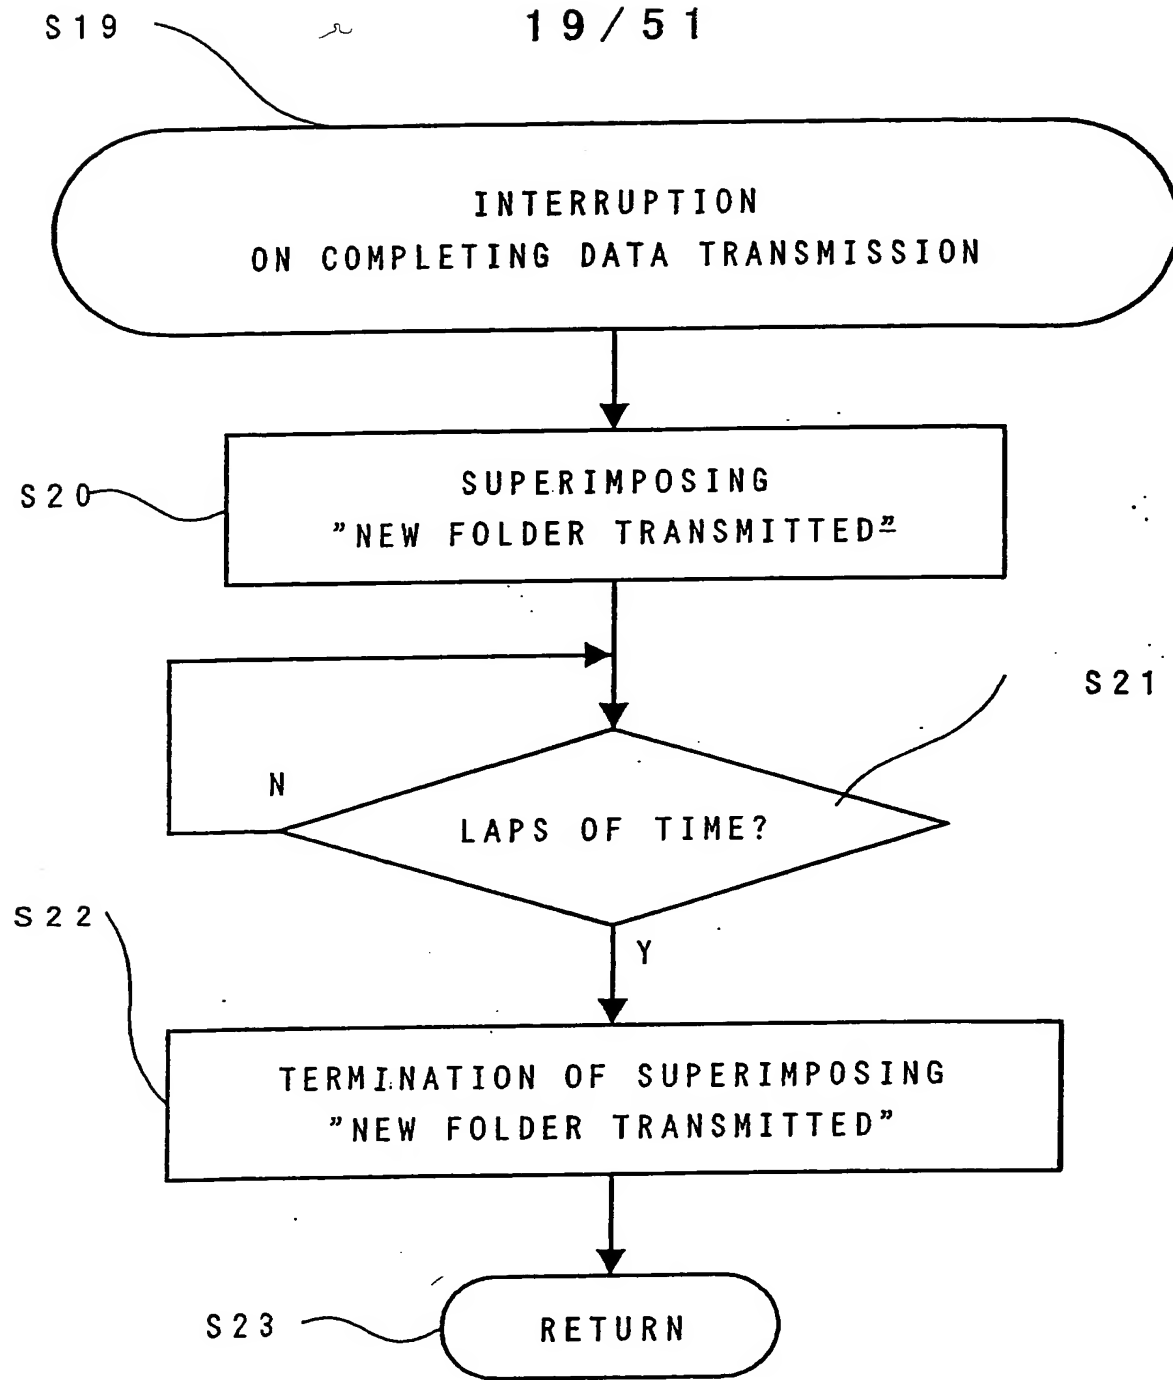 19/51
S19
INTERRUPTION
ON COMPLETING DATA TRANSMISSION
S20
SUPERIMPOSING
”NEW FOLDER TRANSMITTED”
S21
N
LAPS OF TIME?
S22
Y
TERMINATION OF SUPERIMPOSING
”NEW FOLDER TRANSMITTED”
S23
RETURN